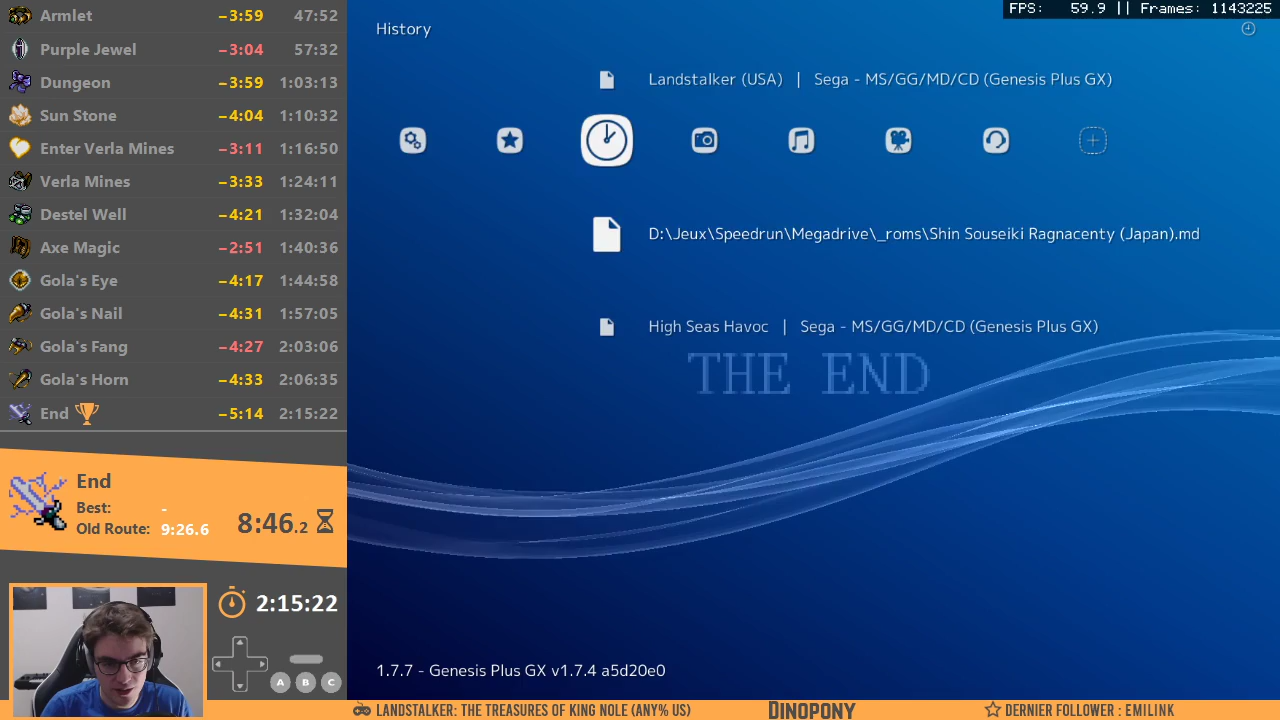 Armlet −3:59 47:52
Purple Jewel −3:04 57:32
Dungeon −3:59 1:03:13
Sun Stone −4:04 1:10:32
Enter Verla Mines −3:11 1:16:50
Verla Mines −3:33 1:24:11
Destel Well −4:21 1:32:04
Axe Magic −2:51 1:40:36
Gola's Eye −4:17 1:44:58
Gola's Nail −4:31 1:57:05
Gola's Fang −4:27 2:03:06
Gola's Horn −4:33 2:06:35
End −5:14 2:15:22
End
Best: -
Old Route: 9:26.6
8:46.2
2:15:22
A B C
FPS: 59.9 || Frames: 1143225
History
Landstalker (USA) | Sega - MS/GG/MD/CD (Genesis Plus GX)
D:\Jeux\Speedrun\Megadrive\_roms\Shin Souseiki Ragnacenty (Japan).md
High Seas Havoc | Sega - MS/GG/MD/CD (Genesis Plus GX)
THE END
1.7.7 - Genesis Plus GX v1.7.4 a5d20e0
LANDSTALKER: THE TREASURES OF KING NOLE (ANY% US)
DINOPONY
DERNIER FOLLOWER : EMILINK